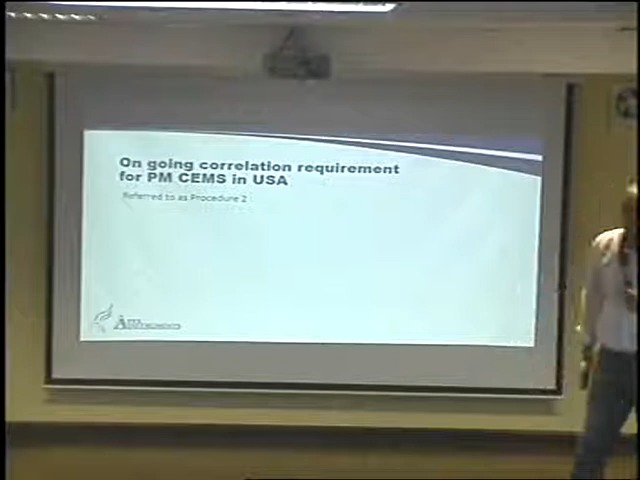 On going correlation requirement
for PM CEMS in USA
Referred to as Procedure 2